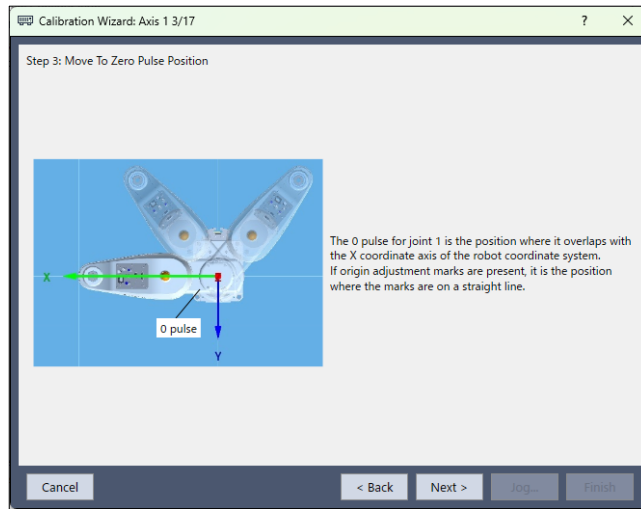 Calibration Wizard: Axis 1 3/17
?
Step 3: Move To Zero Pulse Position
X
0 pulse
Y
The 0 pulse for joint 1 is the position where it overlaps with
the X coordinate axis of the robot coordinate system.
If origin adjustment marks are present, it is the position
where the marks are on a straight line.
Cancel
< Back
Next >
Jog...
Finish